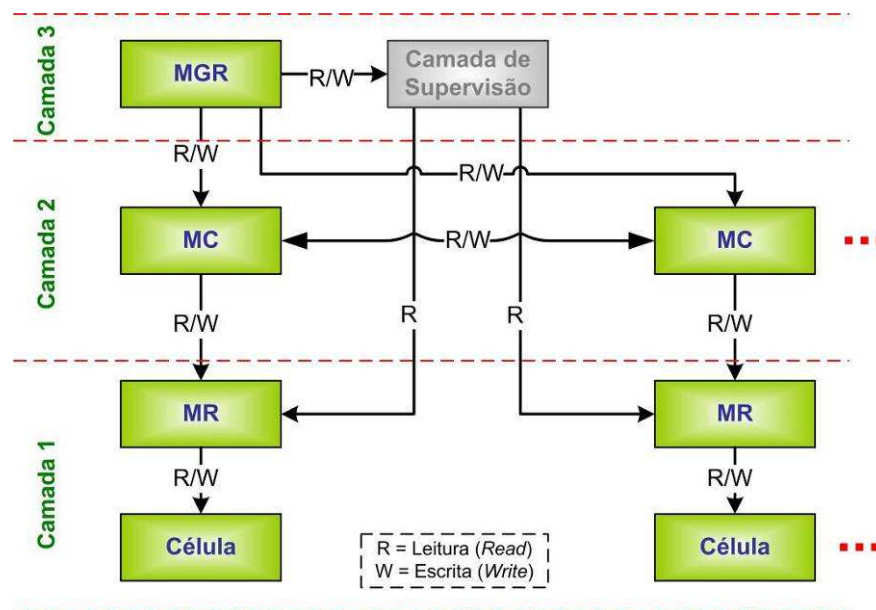 Camada 3
MGR
R/W
Camada de
Supervisão
R/W
R/W
Camada 2
MC
R/W
MC
R/W
R
R
R/W
Camada 1
MR
MR
R/W
R/W
Célula
R = Leitura (Read)
W = Escrita (Write)
Célula